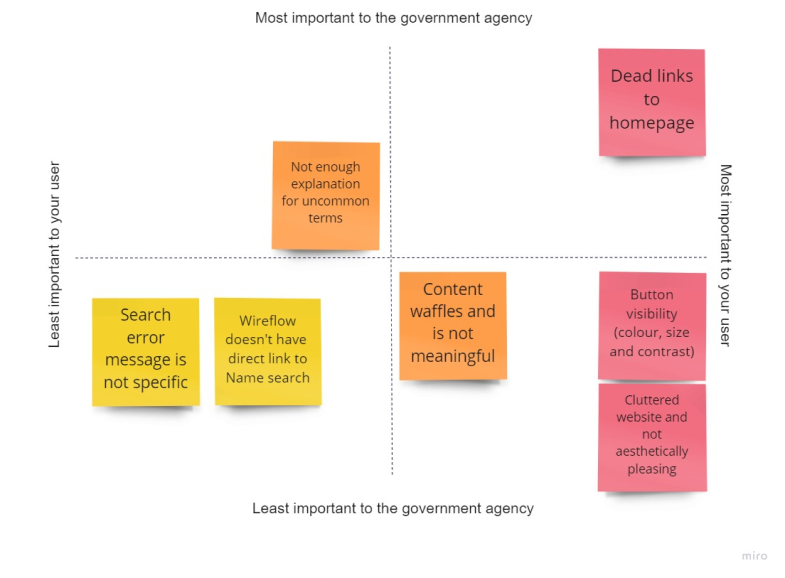 Most important to the government agency
Dead links
to
homepage
Not enough
explanation
for uncommon
terms
Least important to your user
Most important to your user
Search
error
message is
not specific
Wireflow
doesn't have
direct link to
Name search
Content
waffles and
is not
meaningful
Button
visibility
(colour, size
and contrast)
Cluttered
website and
not
aesthetically
pleasing
Least important to the government agency
miro